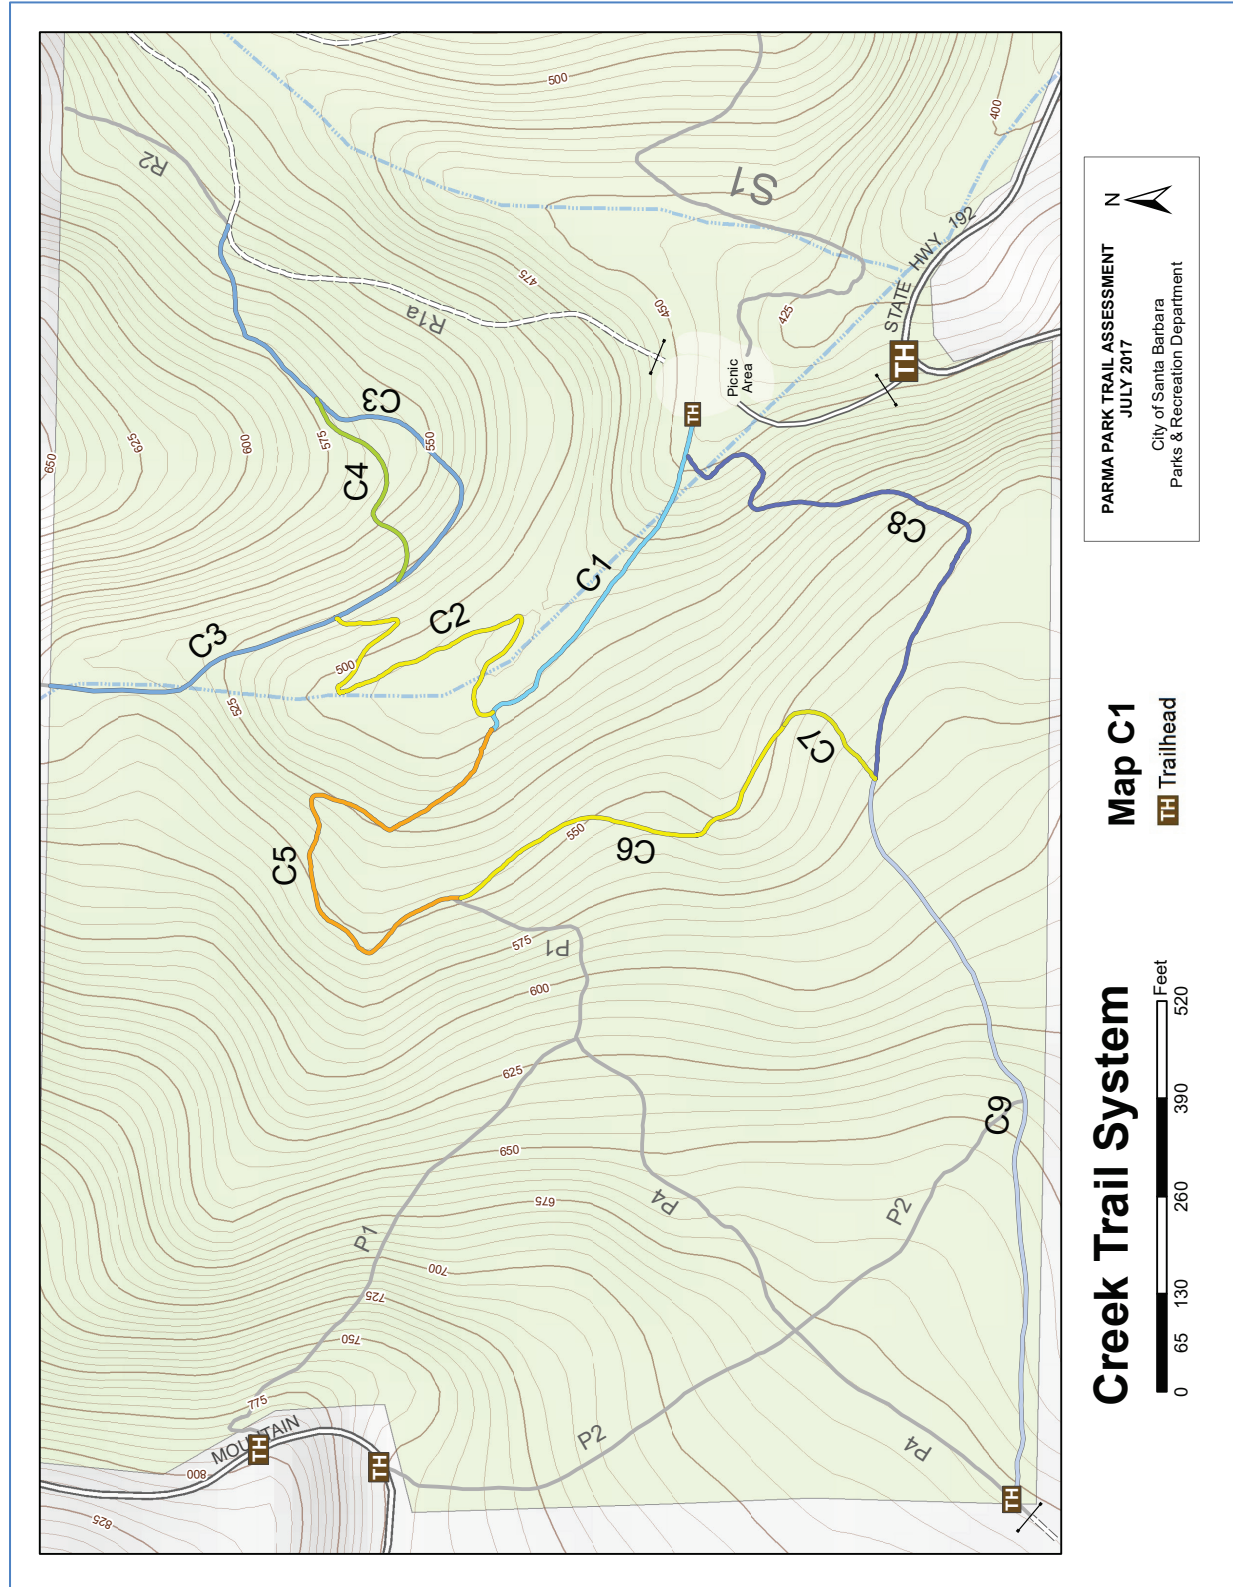 Creek Trail System
0 65 130 260 390 520
Feet
Map C1
TH Trailhead
PARMA PARK TRAIL ASSESSMENT
JULY 2017
City of Santa Barbara
Parks & Recreation Department
N
R2
R1a
S1
C3
C3
C4
C2
C1
C5
C6
C7
C8
C9
P1
P1
P2
P2
P4
P4
Picnic
Area
STATE HWY 192
MOUNTAIN
TH
TH
TH
TH
TH
400
425
450
475
500
500
525
550
550
575
575
600
600
625
625
650
650
675
700
725
750
775
800
825